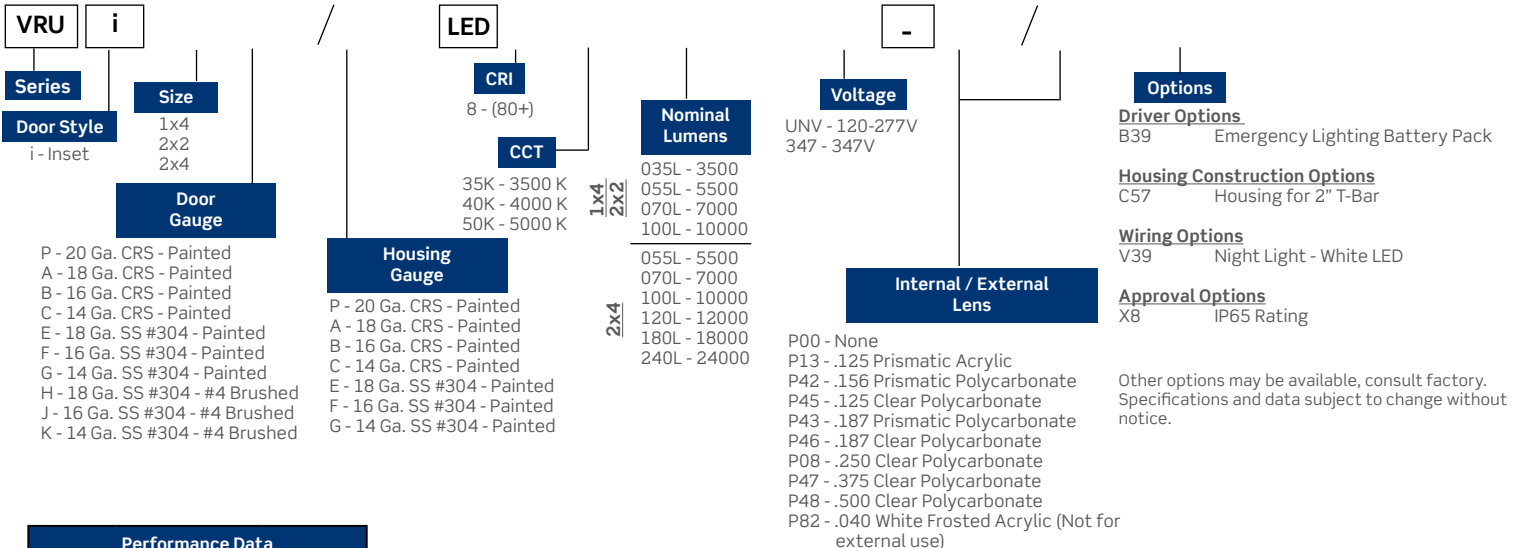 VRU i / LED - /
Series
Door Style
i - Inset
Size
1x4
2x2
2x4
Door
Gauge
P - 20 Ga. CRS - Painted
A - 18 Ga. CRS - Painted
B - 16 Ga. CRS - Painted
C - 14 Ga. CRS - Painted
E - 18 Ga. SS #304 - Painted
F - 16 Ga. SS #304 - Painted
G - 14 Ga. SS #304 - Painted
H - 18 Ga. SS #304 - #4 Brushed
J - 16 Ga. SS #304 - #4 Brushed
K - 14 Ga. SS #304 - #4 Brushed
Housing
Gauge
P - 20 Ga. CRS - Painted
A - 18 Ga. CRS - Painted
B - 16 Ga. CRS - Painted
C - 14 Ga. CRS - Painted
E - 18 Ga. SS #304 - Painted
F - 16 Ga. SS #304 - Painted
G - 14 Ga. SS #304 - Painted
CRI
8 - (80+)
CCT
35K - 3500 K
40K - 4000 K
50K - 5000 K
Nominal
Lumens
1x4
2x2
035L - 3500
055L - 5500
070L - 7000
100L - 10000
2x4
055L - 5500
070L - 7000
100L - 10000
120L - 12000
180L - 18000
240L - 24000
Voltage
UNV - 120-277V
347 - 347V
Internal / External
Lens
P00 - None
P13 - .125 Prismatic Acrylic
P42 - .156 Prismatic Polycarbonate
P45 - .125 Clear Polycarbonate
P43 - .187 Prismatic Polycarbonate
P46 - .187 Clear Polycarbonate
P08 - .250 Clear Polycarbonate
P47 - .375 Clear Polycarbonate
P48 - .500 Clear Polycarbonate
P82 - .040 White Frosted Acrylic (Not for
external use)
Options
Driver Options
B39 Emergency Lighting Battery Pack
Housing Construction Options
C57 Housing for 2” T-Bar
Wiring Options
V39 Night Light - White LED
Approval Options
X8 IP65 Rating
Other options may be available, consult factory.
Specifications and data subject to change without
notice.
Performance Data